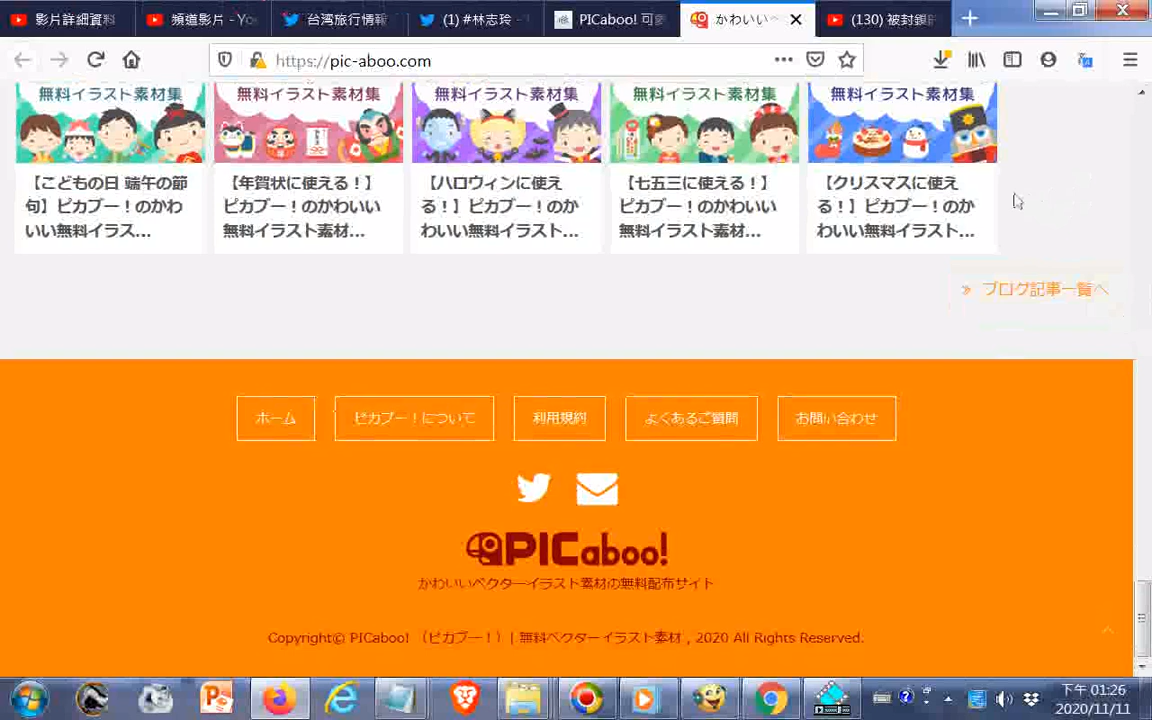 影片詳細資料
頻道影片 - Yo
台湾旅行情報
(1) #林志玲 -
PICaboo! 可愛
かわいいベ
(130) 被封鎖
https://pic-aboo.com
無料イラスト素材集
無料イラスト素材集
無料イラスト素材集
無料イラスト素材集
無料イラスト素材集
【こどもの日 端午の節
句】ピカブー！のかわ
いい無料イラス...
【年賀状に使える！】
ピカブー！のかわいい
無料イラスト素材...
【ハロウィンに使え
る！】ピカブー！のか
わいい無料イラスト...
【七五三に使える！】
ピカブー！のかわいい
無料イラスト素材...
【クリスマスに使え
る！】ピカブー！のか
わいい無料イラスト...
» ブログ記事一覧へ
ホーム
ピカブー！について
利用規約
よくあるご質問
お問い合わせ
PICaboo!
かわいいベクターイラスト素材の無料配布サイト
Copyright© PICaboo! （ピカブー！）| 無料ベクターイラスト素材 , 2020 All Rights Reserved.
下午 01:26
2020/11/11